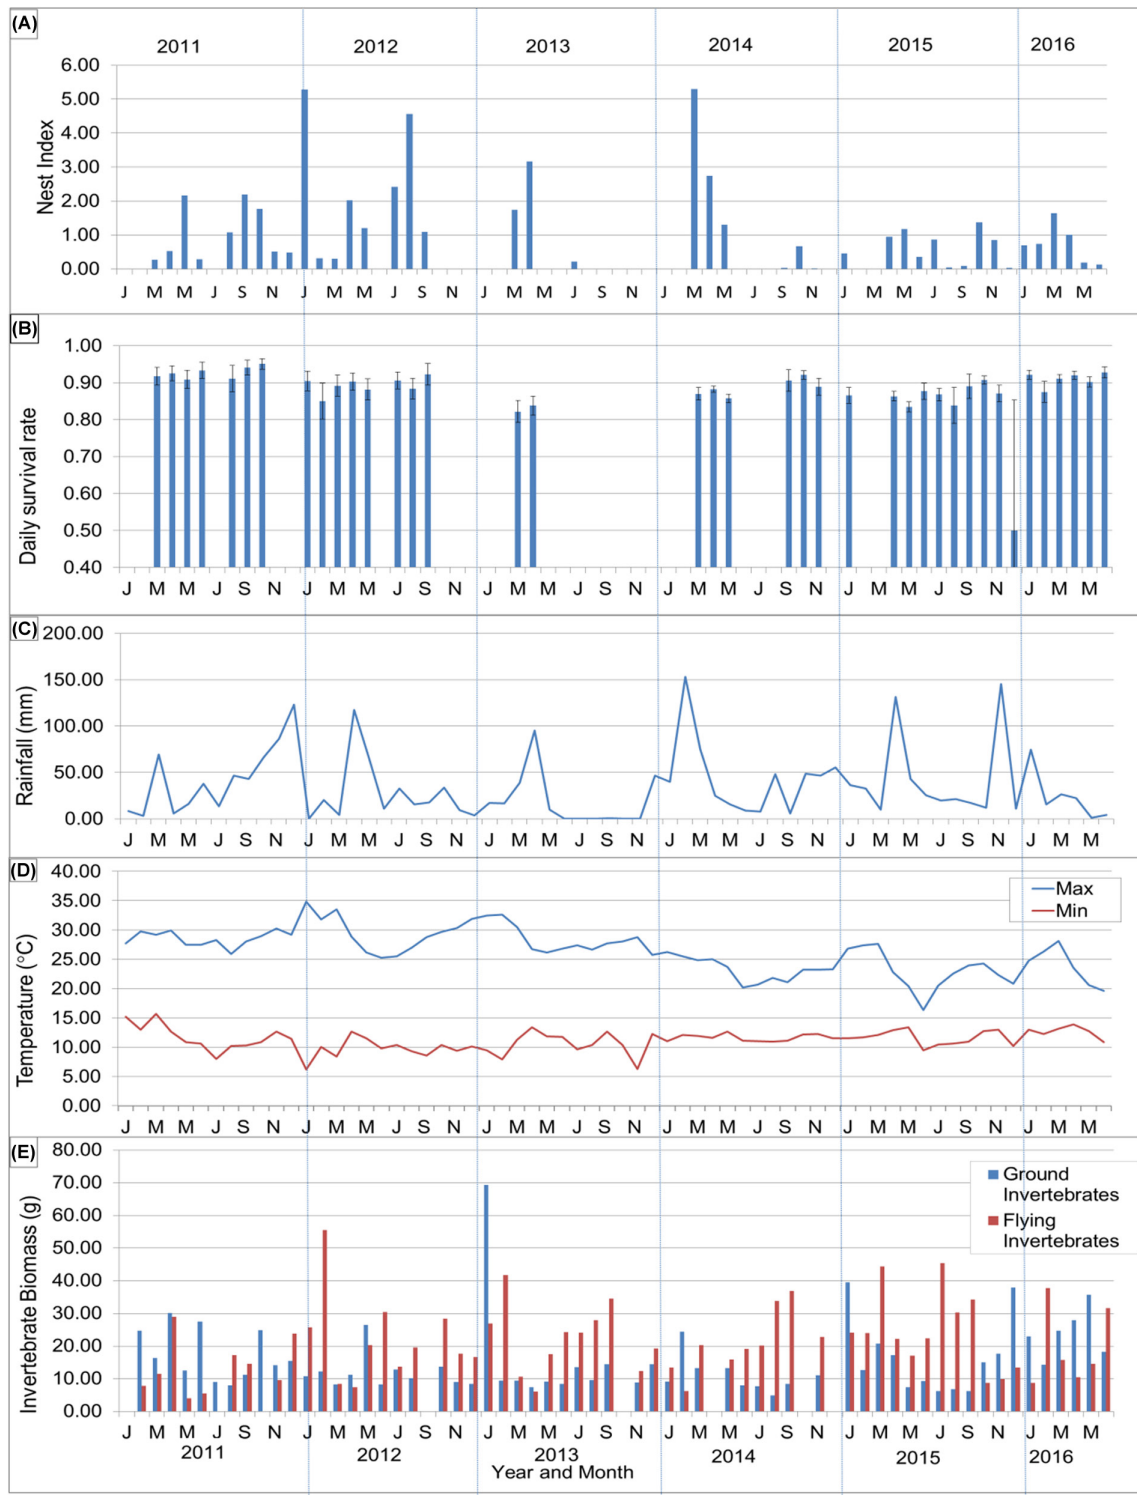 (A)
2011 2012 2013 2014 2015 2016
Nest Index
6.00
5.00
4.00
3.00
2.00
1.00
0.00
J M M J S N J M M J S N J M M J S N J M M J S N J M M J S N J M M
(B)
Daily survival rate
1.00
0.90
0.80
0.70
0.60
0.50
0.40
J M M J S N J M M J S N J M M J S N J M M J S N J M M J S N J M M
(C)
Rainfall (mm)
200.00
150.00
100.00
50.00
0.00
J M M J S N J M M J S N J M M J S N J M M J S N J M M J S N J M M
(D)
Temperature (°C)
40.00
35.00
30.00
25.00
20.00
15.00
10.00
5.00
0.00
Max
Min
J M M J S N J M M J S N J M M J S N J M M J S N J M M J S N J M M
(E)
Invertebrate Biomass (g)
80.00
70.00
60.00
50.00
40.00
30.00
20.00
10.00
0.00
Ground
Invertebrates
Flying
Invertebrates
J M M J S N J M M J S N J M M J S N J M M J S N J M M J S N J M M
2011 2012 2013 2014 2015 2016
Year and Month